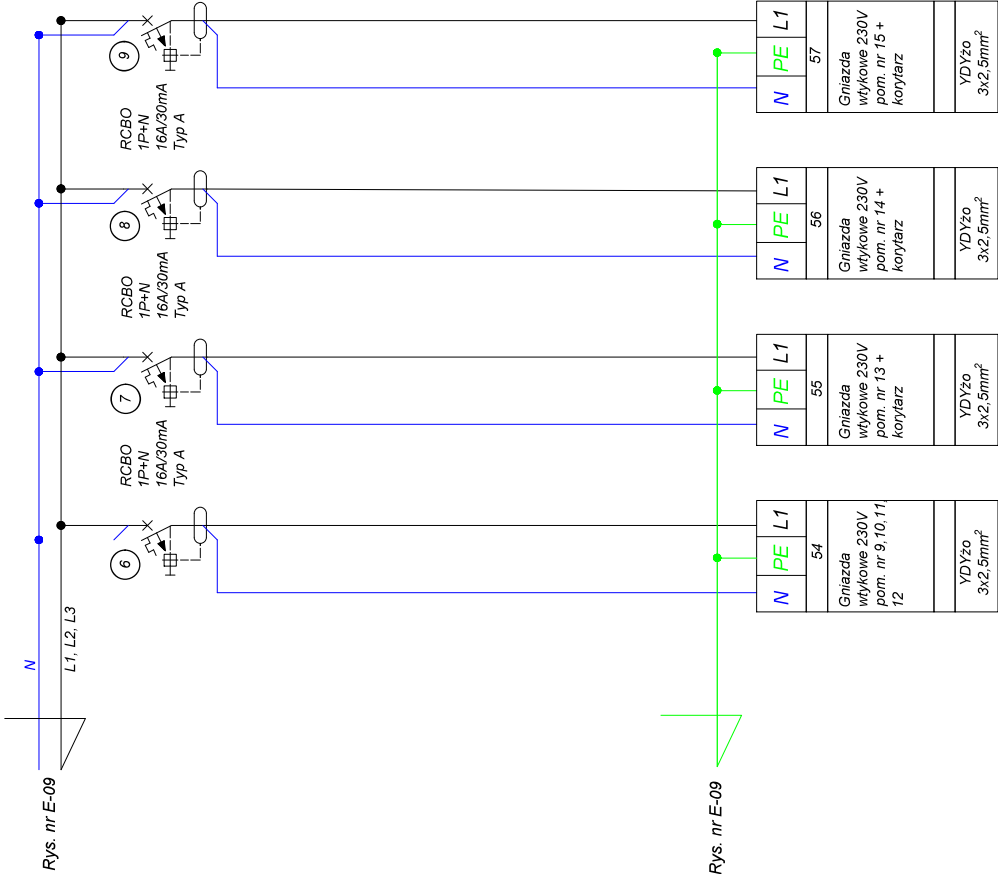 Rys. nr E-09
N
L1, L2, L3
6
7
RCBO
1P+N
16A/30mA
Typ A
8
RCBO
1P+N
16A/30mA
Typ A
9
RCBO
1P+N
16A/30mA
Typ A
Rys. nr E-09
N PE L1
54
Gniazda
wtykowe 230V
pom. nr 9,10,11,
12
YDYżo
3x2,5mm²
N PE L1
55
Gniazda
wtykowe 230V
pom. nr 13 +
korytarz
YDYżo
3x2,5mm²
N PE L1
56
Gniazda
wtykowe 230V
pom. nr 14 +
korytarz
YDYżo
3x2,5mm²
N PE L1
57
Gniazda
wtykowe 230V
pom. nr 15 +
korytarz
YDYżo
3x2,5mm²